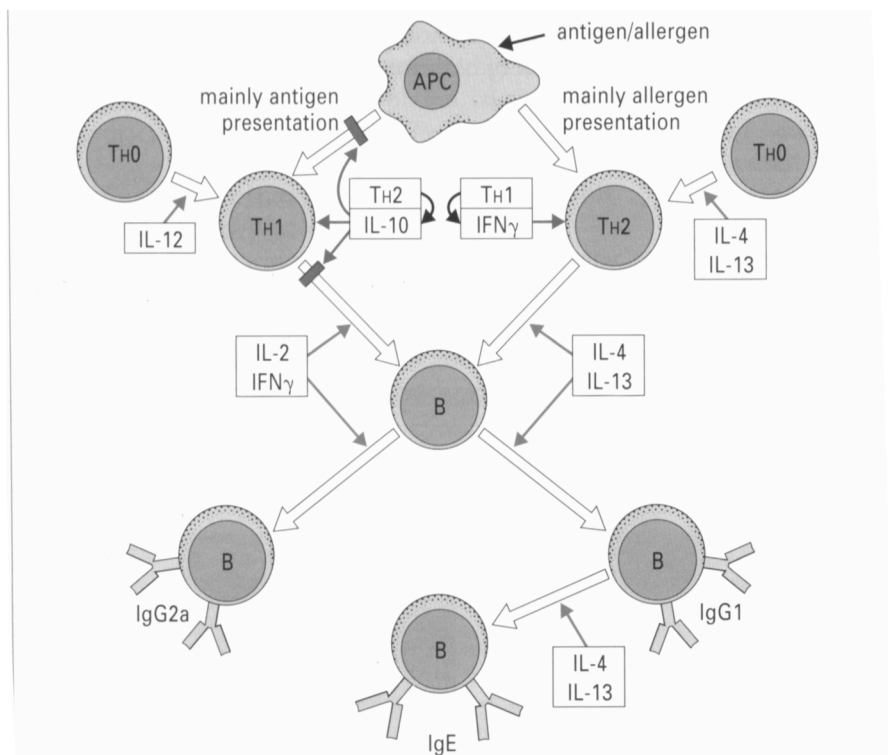 antigen/allergen
APC
mainly antigen
presentation
mainly allergen
presentation
TH0
TH0
TH1
TH2
IL-10
TH1
IFNγ
TH2
IL-12
IL-4
IL-13
IL-2
IFNγ
IL-4
IL-13
B
B
B
IgG2a
IgG1
B
IL-4
IL-13
IgE